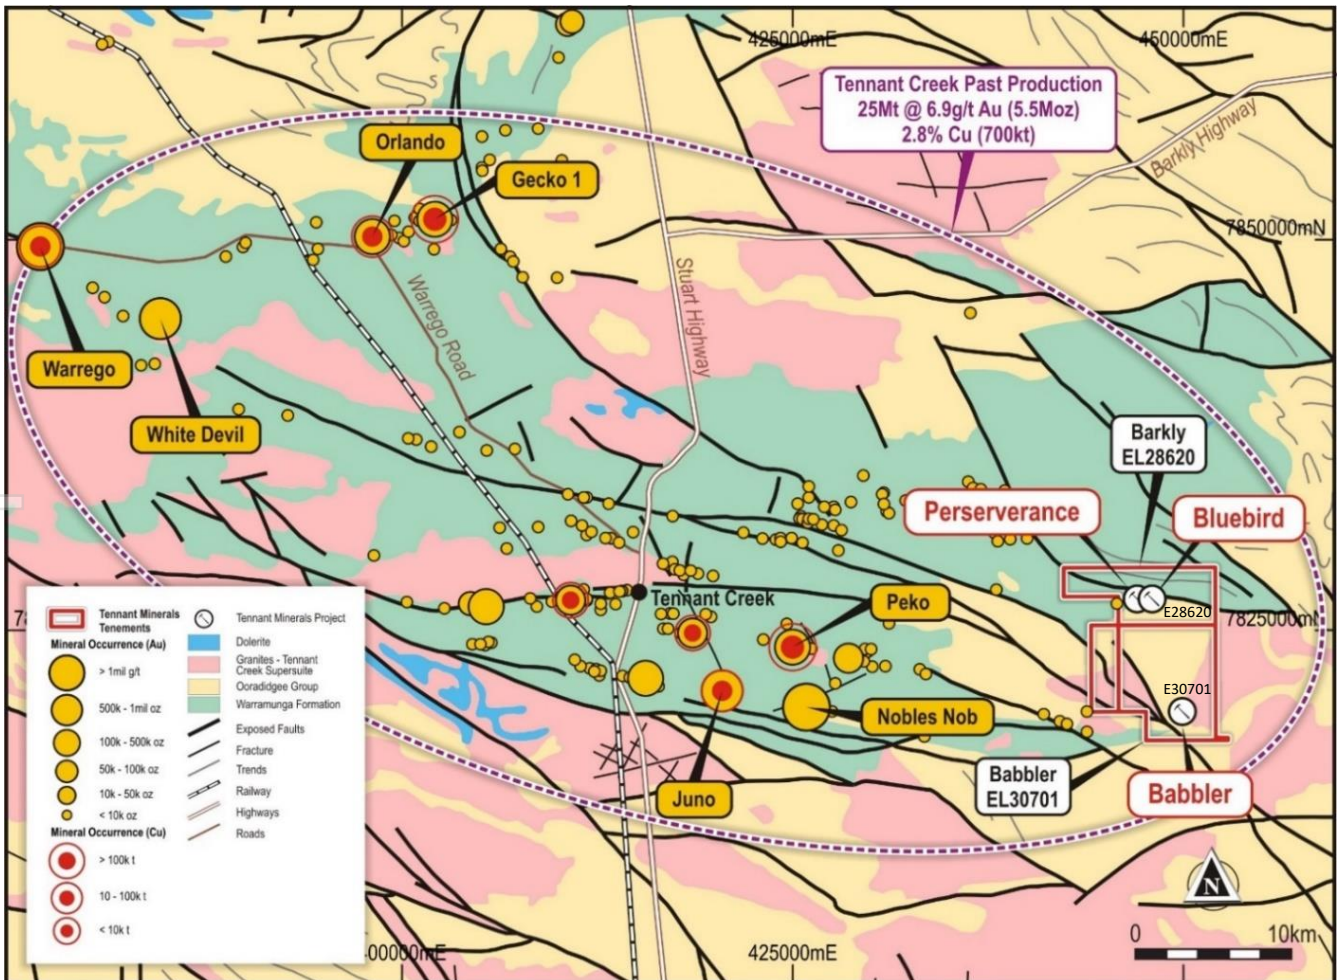 425000mE
450000mE
Tennant Creek Past Production
25Mt @ 6.9g/t Au (5.5Moz)
2.8% Cu (700kt)
Barkly Highway
Orlando
Gecko 1
7850000mN
Warrego Road
Stuart Highway
Warrego
White Devil
Barkly
EL28620
Perserverance
Bluebird
Tennant Creek
Peko
E28620
7825000mN
78
Tennant Minerals
Tenements
Tennant Minerals Project
Mineral Occurrence (Au)
> 1mil g/t
500k - 1mil oz
100k - 500k oz
50k - 100k oz
10k - 50k oz
< 10k oz
Mineral Occurrence (Cu)
> 100k t
10 - 100k t
< 10k t
Dolerite
Granites - Tennant
Creek Supersuite
Ooradidgee Group
Warramunga Formation
Exposed Faults
Fracture
Trends
Railway
Highways
Roads
E30701
Nobles Nob
Juno
Babbler
EL30701
Babbler
N
0 10km
400000mE
425000mE